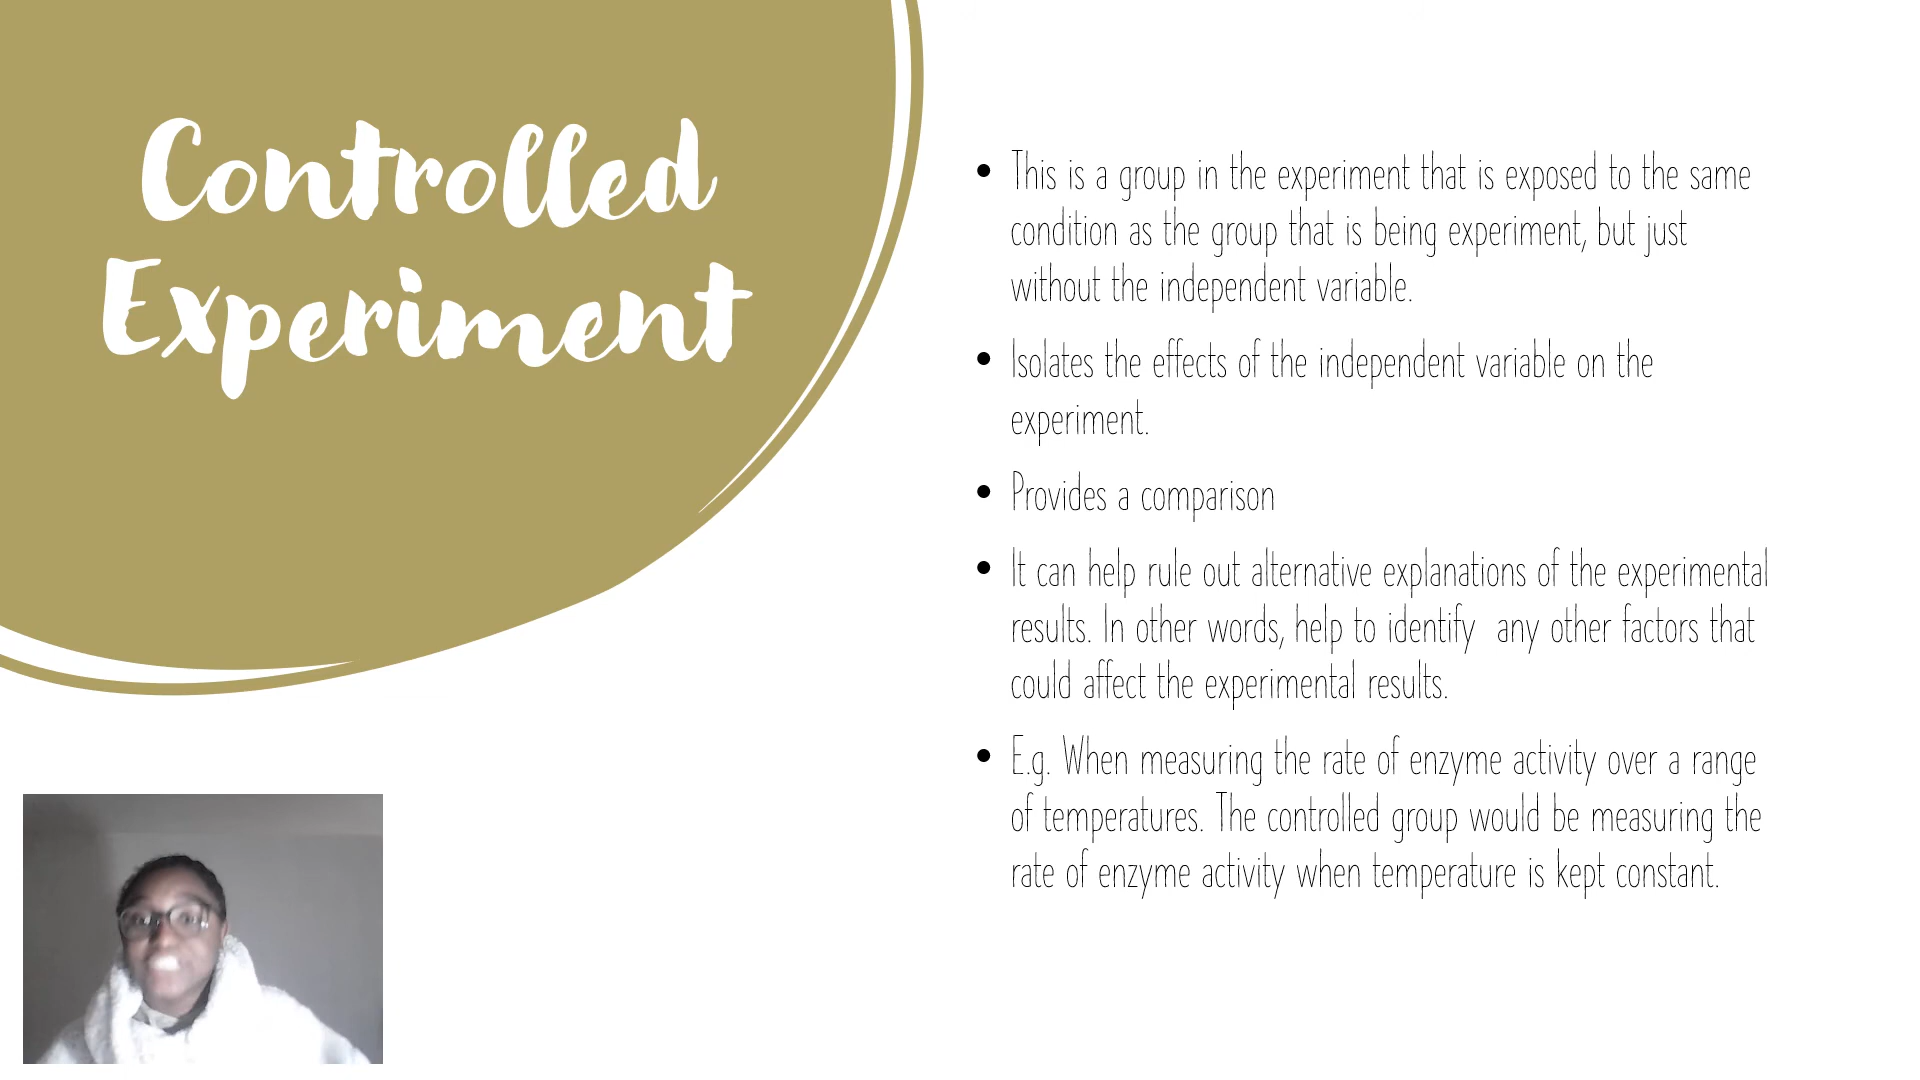 Controlled
Experiment
• This is a group in the experiment that is exposed to the same
condition as the group that is being experiment, but just
without the independent variable.
• Isolates the effects of the independent variable on the
experiment.
• Provides a comparison
• It can help rule out alternative explanations of the experimental
results. In other words, help to identify  any other factors that
could affect the experimental results.
• E.g. When measuring the rate of enzyme activity over a range
of temperatures. The controlled group would be measuring the
rate of enzyme activity when temperature is kept constant.